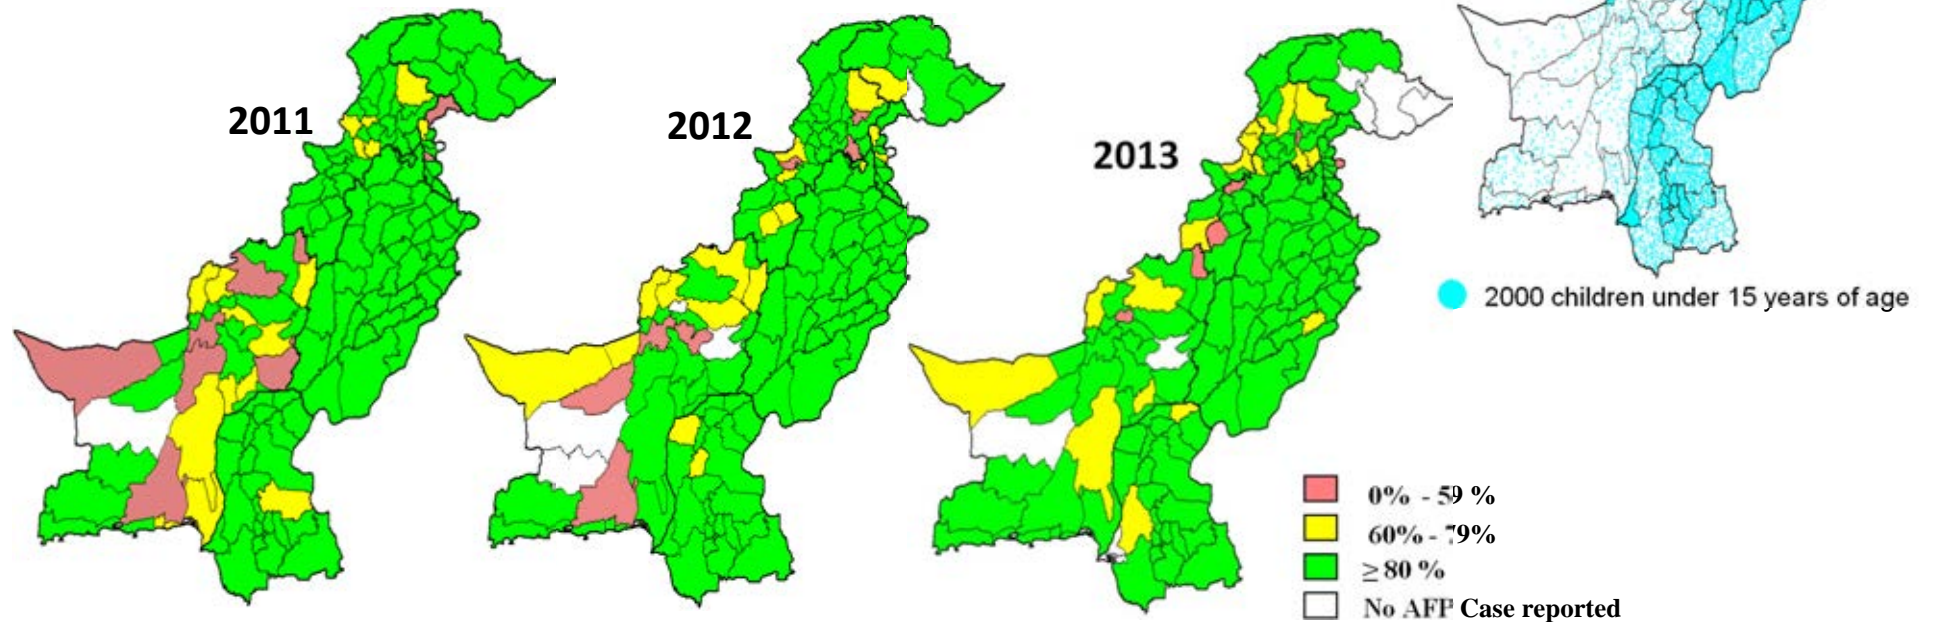 2011
2012
2013
2000 children under 15 years of age
0% - 59 %
60% - 79%
≥ 80 %
No AFP Case reported